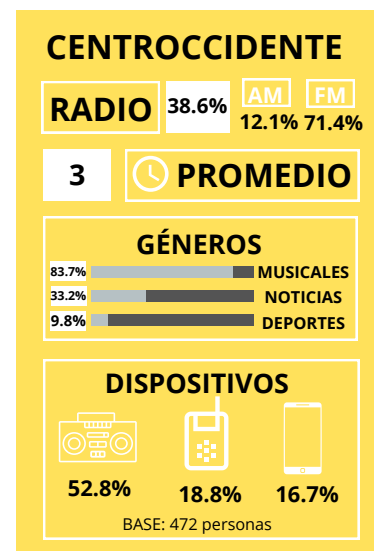 CENTROCCIDENTE
RADIO 38.6% AM FM
12.1% 71.4%
3 PROMEDIO
GÉNEROS
83.7% MUSICALES
33.2% NOTICIAS
9.8% DEPORTES
DISPOSITIVOS
52.8% 18.8% 16.7%
BASE: 472 personas